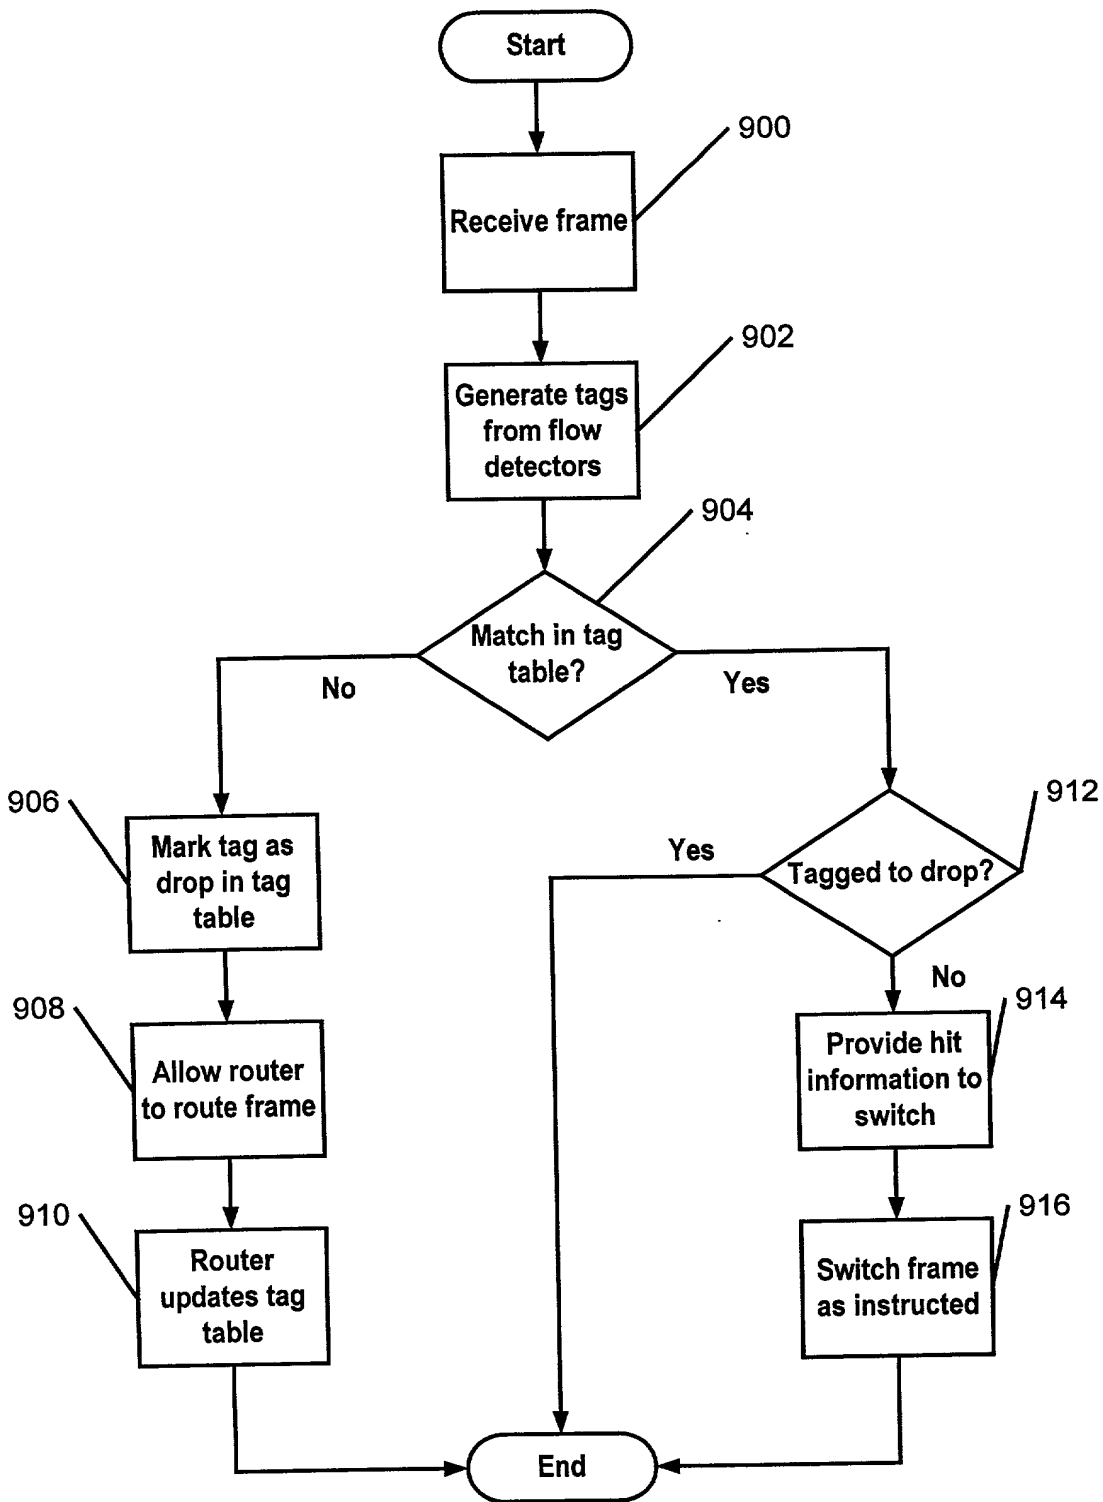 Start
900
Receive frame
902
Generate tags
from flow
detectors
904
Match in tag
table?
No
Yes
906
Mark tag as
drop in tag
table
912
Yes
Tagged to drop?
No
908
Allow router
to route frame
914
Provide hit
information to
switch
910
Router
updates tag
table
916
Switch frame
as instructed
End